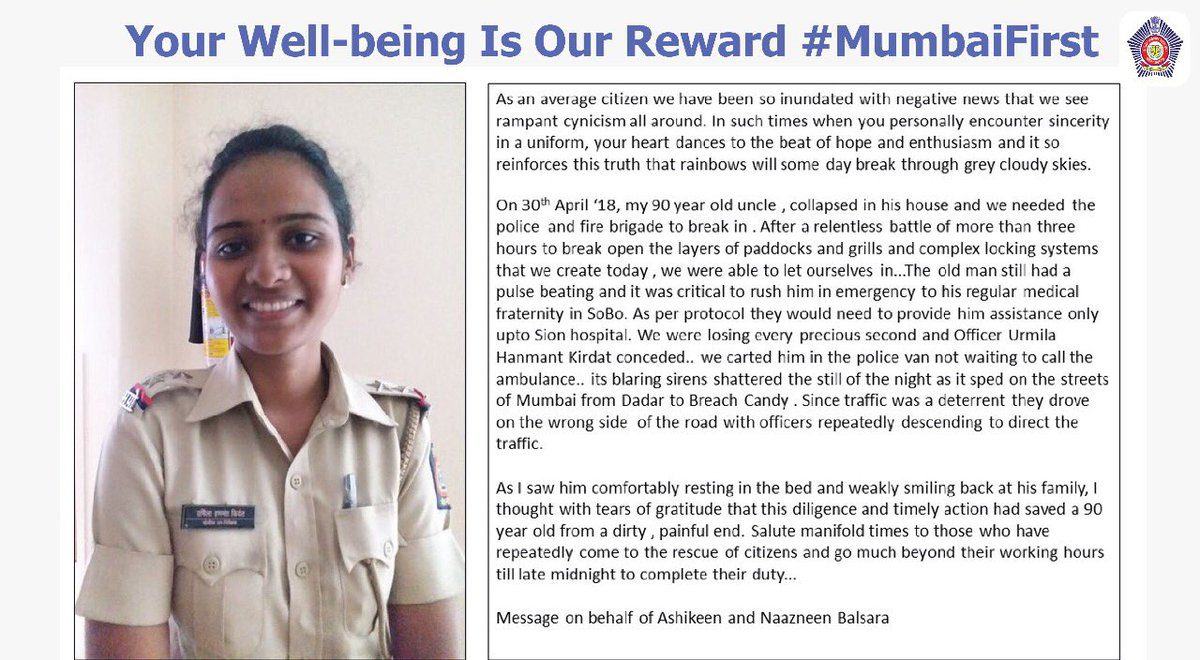 Your Well-being Is Our Reward #MumbaiFirst
As an average citizen we have been so inundated with negative news that we see
rampant cynicism all around. In such times when you personally encounter sincerity
in a uniform, your heart dances to the beat of hope and enthusiasm and it so
reinforces this truth that rainbows will some day break through grey cloudy skies.
On 30th April ‘18, my 90 year old uncle , collapsed in his house and we needed the
police and fire brigade to break in . After a relentless battle of more than three
hours to break open the layers of paddocks and grills and complex locking systems
that we create today , we were able to let ourselves in...The old man still had a
pulse beating and it was critical to rush him in emergency to his regular medical
fraternity in SoBo. As per protocol they would need to provide him assistance only
upto Sion hospital. We were losing every precious second and Officer Urmila
Hanmant Kirdat conceded.. we carted him in the police van not waiting to call the
ambulance.. its blaring sirens shattered the still of the night as it sped on the streets
of Mumbai from Dadar to Breach Candy . Since traffic was a deterrent they drove
on the wrong side of the road with officers repeatedly descending to direct the
traffic.
As I saw him comfortably resting in the bed and weakly smiling back at his family, I
thought with tears of gratitude that this diligence and timely action had saved a 90
year old from a dirty , painful end. Salute manifold times to those who have
repeatedly come to the rescue of citizens and go much beyond their working hours
till late midnight to complete their duty...
Message on behalf of Ashikeen and Naazneen Balsara
उर्मिला हणमंत किर्दत